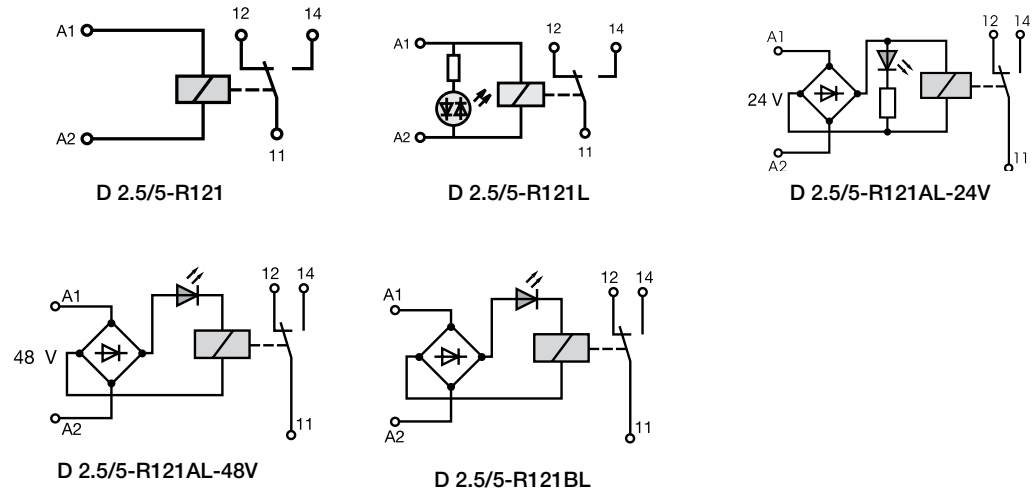 12 14
A1
A2
11
D 2.5/5-R121
12 14
A1
A2
11
D 2.5/5-R121L
12 14
A1
24 V
A2
11
D 2.5/5-R121AL-24V
12 14
A1
48 V
A2
11
D 2.5/5-R121AL-48V
12 14
A1
A2
11
D 2.5/5-R121BL